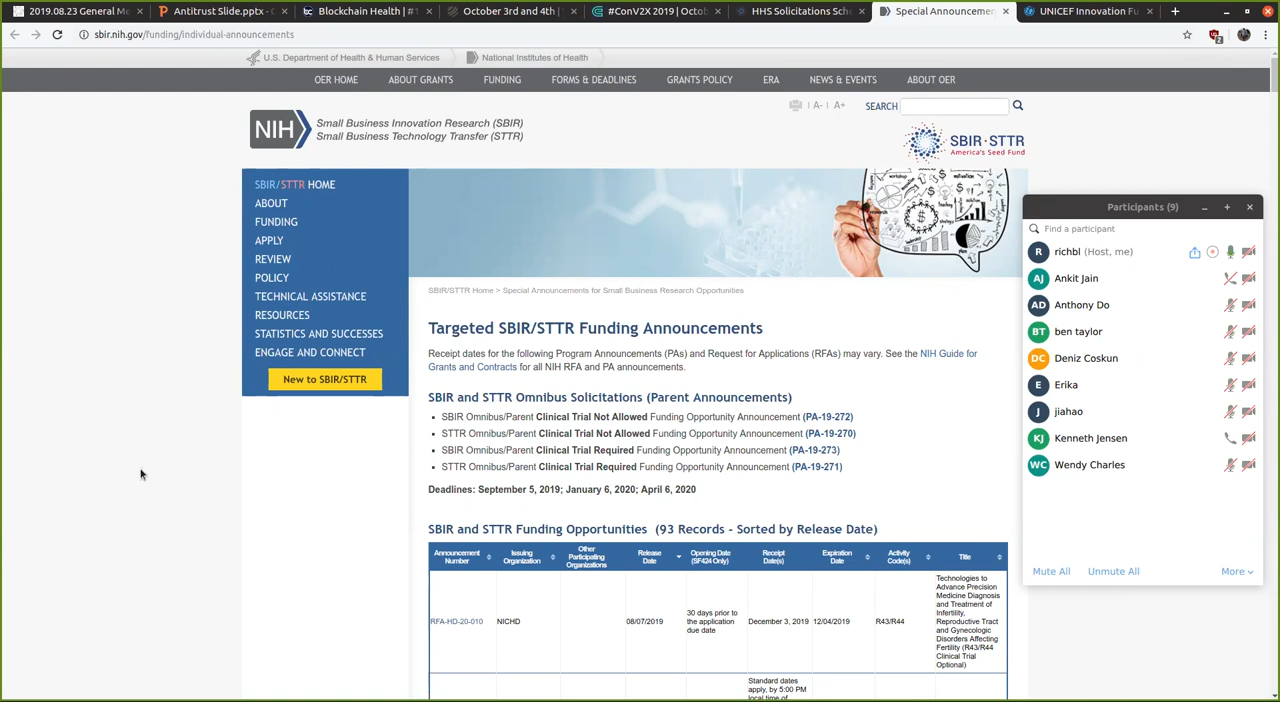 2019.08.23 General Me
Antitrust Slide.pptx - G
Blockchain Health | #1
October 3rd and 4th |
#ConV2X 2019 | Octob
HHS Solicitations Sche
Special Announcemen
UNICEF Innovation Fu
sbir.nih.gov/funding/individual-announcements
2
U.S. Department of Health & Human Services
National Institutes of Health
OER HOME
ABOUT GRANTS
FUNDING
FORMS & DEADLINES
GRANTS POLICY
ERA
NEWS & EVENTS
ABOUT OER
| A- | A+
SEARCH
NIH
Small Business Innovation Research (SBIR)
Small Business Technology Transfer (STTR)
SBIR·STTR
America's Seed Fund
SBIR/STTR HOME
ABOUT
FUNDING
APPLY
REVIEW
POLICY
TECHNICAL ASSISTANCE
RESOURCES
STATISTICS AND SUCCESSES
ENGAGE AND CONNECT
New to SBIR/STTR
workshop
motivation
research
SBIR/STTR Home > Special Announcements for Small Business Research Opportunities
Targeted SBIR/STTR Funding Announcements
Receipt dates for the following Program Announcements (PAs) and Request for Applications (RFAs) may vary. See the NIH Guide for
Grants and Contracts for all NIH RFA and PA announcements.
SBIR and STTR Omnibus Solicitations (Parent Announcements)
SBIR Omnibus/Parent Clinical Trial Not Allowed Funding Opportunity Announcement (PA-19-272)
STTR Omnibus/Parent Clinical Trial Not Allowed Funding Opportunity Announcement (PA-19-270)
SBIR Omnibus/Parent Clinical Trial Required Funding Opportunity Announcement (PA-19-273)
STTR Omnibus/Parent Clinical Trial Required Funding Opportunity Announcement (PA-19-271)
Deadlines: September 5, 2019; January 6, 2020; April 6, 2020
SBIR and STTR Funding Opportunities (93 Records - Sorted by Release Date)
Announcement
Number
Issuing
Organization
Other
Participating
Organizations
Release
Date
Opening Date
(SF424 Only)
Receipt
Date(s)
Expiration
Date
Activity
Code(s)
Title
RFA-HD-20-010
NICHD
08/07/2019
30 days prior to
the application
due date
December 3, 2019
12/04/2019
R43/R44
Technologies to
Advance Precision
Medicine Diagnosis
and Treatment of
Infertility,
Reproductive Tract
and Gynecologic
Disorders Affecting
Fertility (R43/R44
Clinical Trial
Optional)
Standard dates
apply, by 5:00 PM
local time of
Participants (9)
Find a participant
R richbl (Host, me)
AJ Ankit Jain
AD Anthony Do
BT ben taylor
DC Deniz Coskun
E Erika
J jiahao
KJ Kenneth Jensen
WC Wendy Charles
Mute All
Unmute All
More